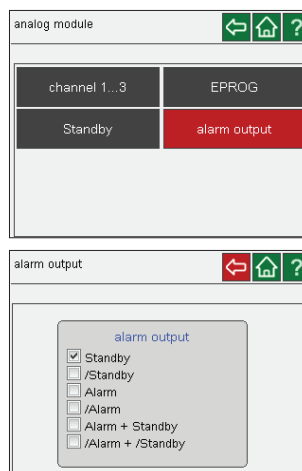 analog module
?
channel 1...3
EPROG
Standby
alarm output
alarm output
?
alarm output
Standby
/Standby
Alarm
/Alarm
Alarm + Standby
/Alarm + /Standby